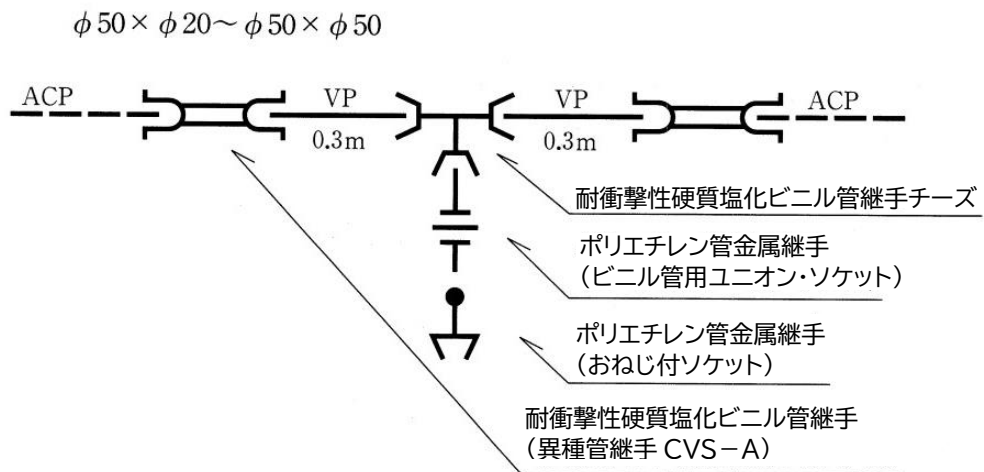 φ50×φ20～φ50×φ50
ACP
VP
VP
ACP
0.3m
0.3m
耐衝撃性硬質塩化ビニル管継手チーズ
ポリエチレン管金属継手
（ビニル管用ユニオン・ソケット）
ポリエチレン管金属継手
（おねじ付ソケット）
耐衝撃性硬質塩化ビニル管継手
（異種管継手 CVS－A）